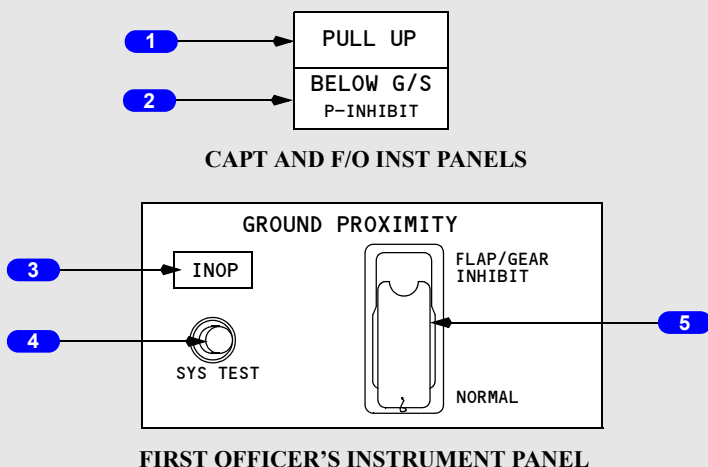 1
PULL UP
2
BELOW G/S
P-INHIBIT
CAPT AND F/O INST PANELS
GROUND PROXIMITY
3
INOP
FLAP/GEAR
INHIBIT
5
4
SYS TEST
NORMAL
FIRST OFFICER'S INSTRUMENT PANEL